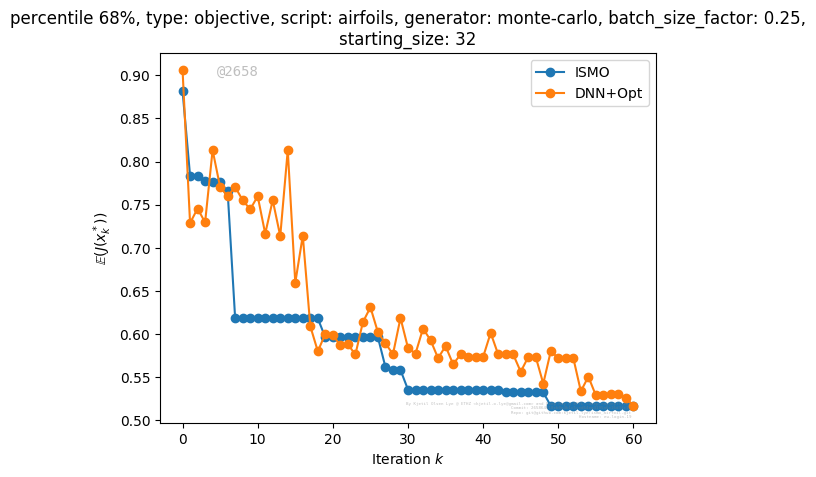 percentile 68%, type: objective, script: airfoils, generator: monte-carlo, batch_size_factor: 0.25,
starting_size: 32
@2658
ISMO
DNN+Opt
0.90
0.85
0.80
0.75
0.70
0.65
0.60
0.55
0.50
𝔼(J(x*ₖ))
0 10 20 30 40 50 60
Iteration k